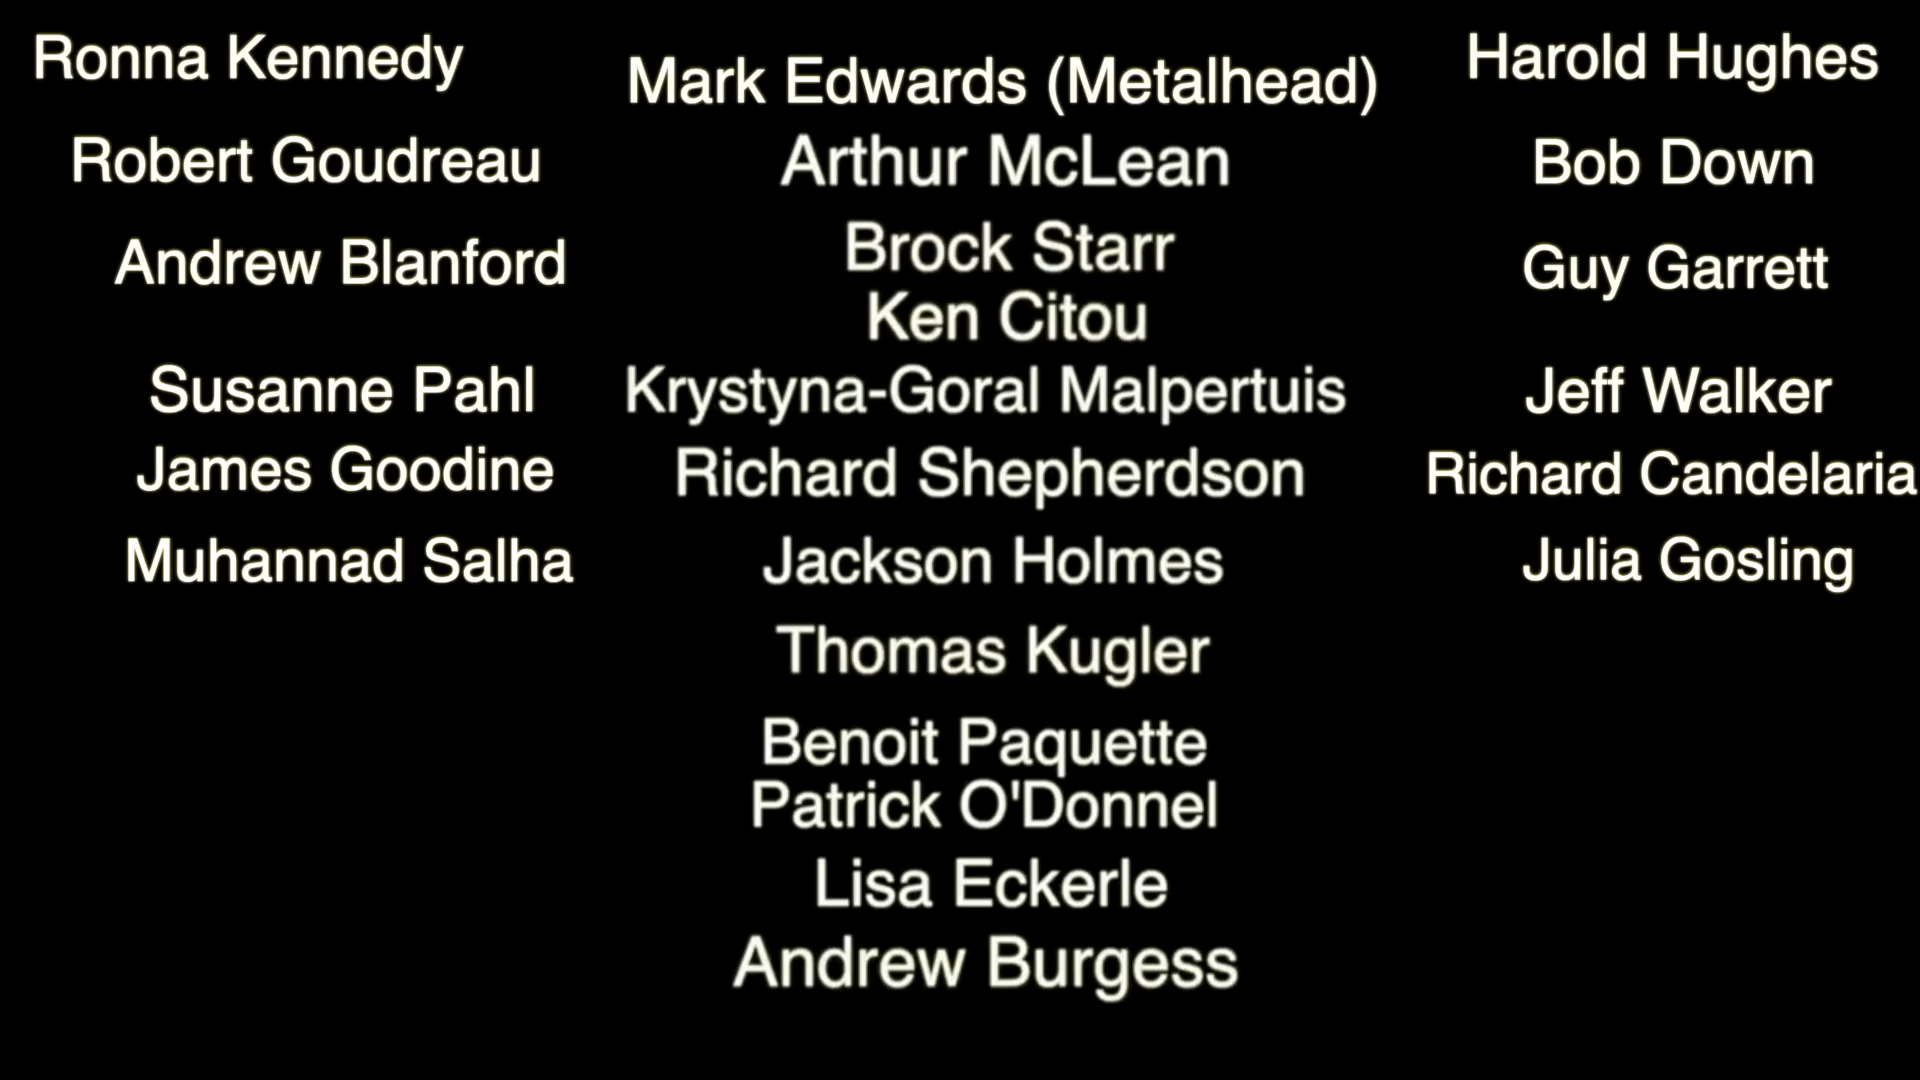 Ronna Kennedy
Robert Goudreau
Andrew Blanford
Susanne Pahl
James Goodine
Muhannad Salha
Mark Edwards (Metalhead)
Arthur McLean
Brock Starr
Ken Citou
Krystyna-Goral Malpertuis
Richard Shepherdson
Jackson Holmes
Thomas Kugler
Benoit Paquette
Patrick O'Donnel
Lisa Eckerle
Andrew Burgess
Harold Hughes
Bob Down
Guy Garrett
Jeff Walker
Richard Candelaria
Julia Gosling